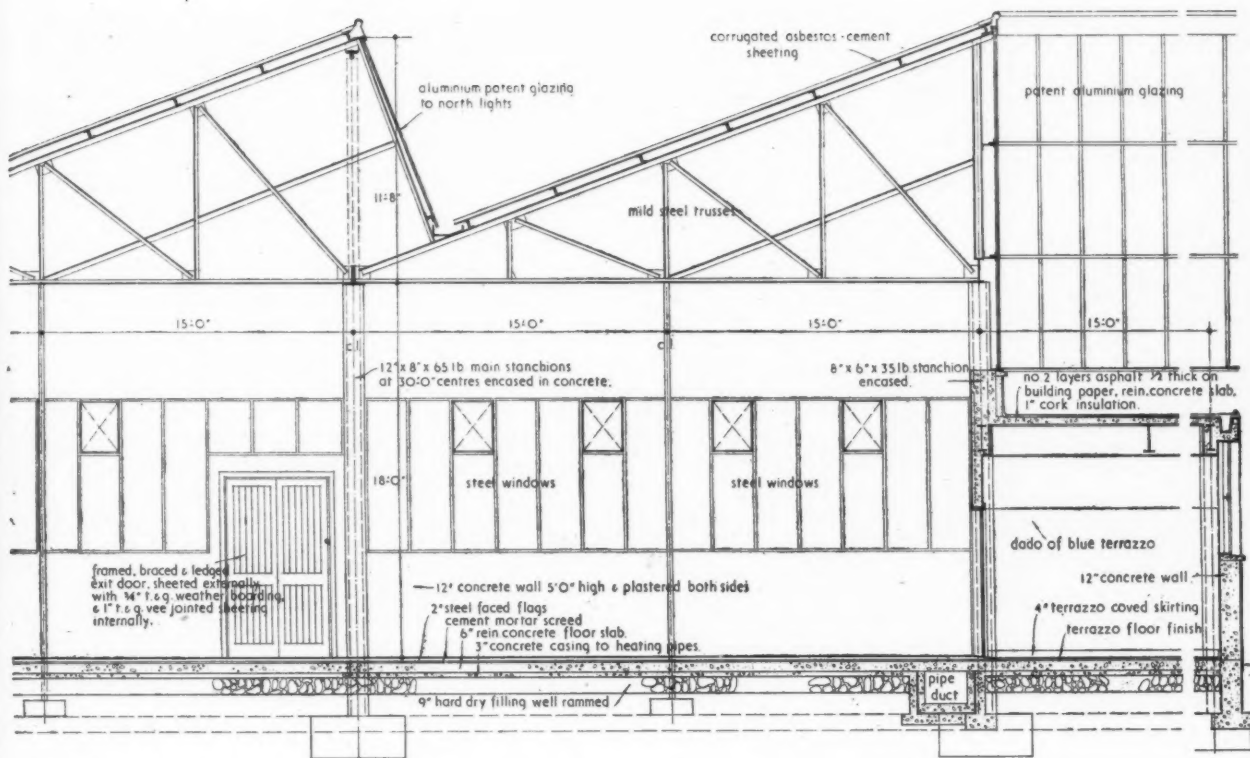 corrugated asbestos-cement
sheeting
aluminium patent glazing
to north lights
patent aluminium glazing
11'-8"
mild steel trusses
15'-0"
15'-0"
15'-0"
15'-0"
12" x 8" x 65 lb main stanchions
at 30'-0" centres encased in concrete.
8" x 6" x 35lb stanchion
encased.
no 2 layers asphalt ½ thick on
building paper, rein. concrete slab,
1" cork insulation.
18'-0"
steel windows
steel windows
dado of blue terrazzo
framed, braced & ledged
exit door, sheeted externally
with ¾" t.&g. weather boarding,
& 1" t.&g. vee jointed sheeting
internally.
12" concrete wall 5'0" high & plastered both sides
12" concrete wall
2" steel faced flags
cement mortar screed
6" rein concrete floor slab.
3" concrete casing to heating pipes.
4" terrazzo coved skirting
terrazzo floor finish
pipe
duct
9" hard dry filling well rammed